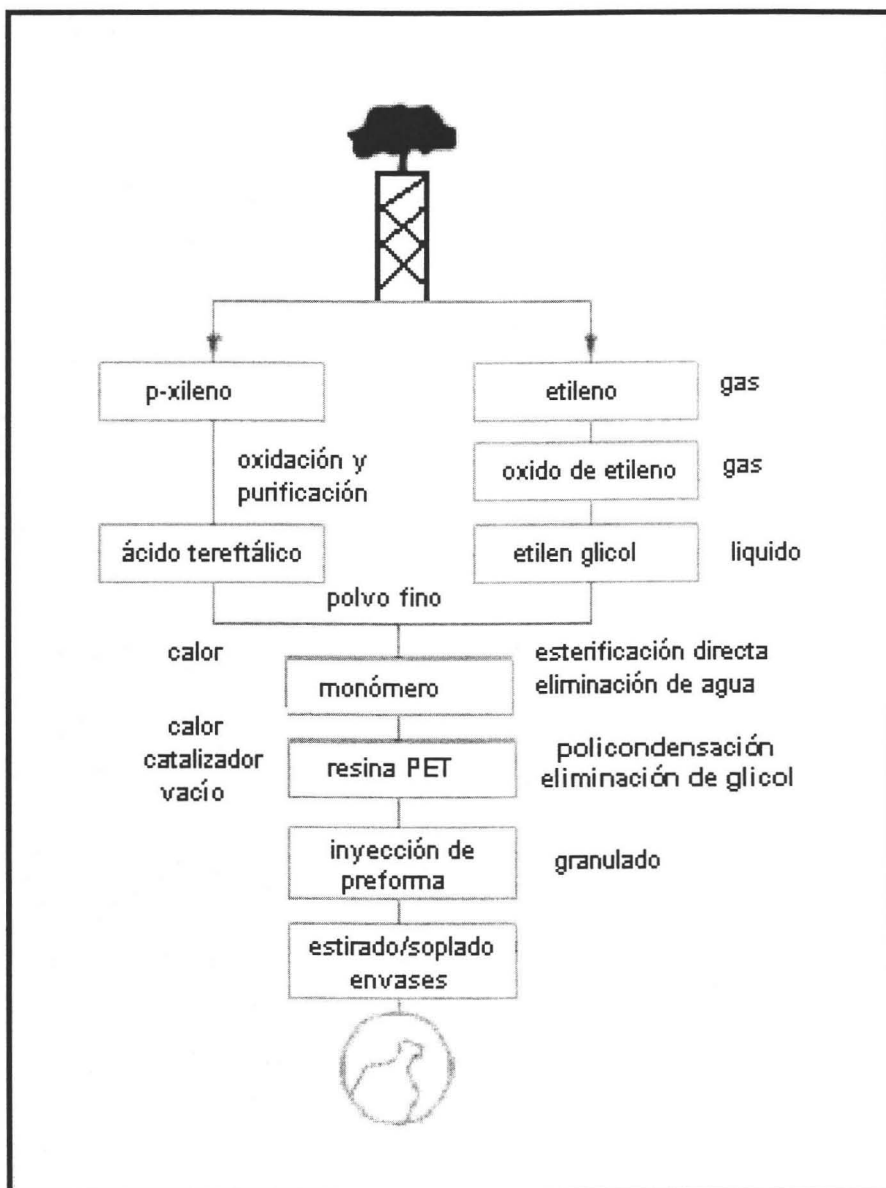 p-xileno
etileno
gas
oxidación y
purificación
oxido de etileno
gas
ácido tereftálico
etilen glicol
liquido
polvo fino
calor
monómero
esterificación directa
eliminación de agua
calor
catalizador
vacío
resina PET
policondensación
eliminación de glicol
inyección de
preforma
granulado
estirado/soplado
envases